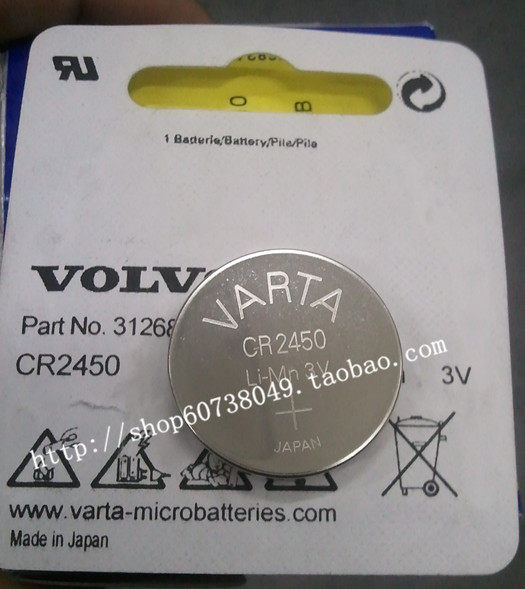 1 Batterie/Battery/Pile/Pila
VOLV
Part No. 31268
CR2450
3V
VARTA
CR2450
Li-Mn 3V
+
JAPAN
http://shop60738049.taobao.com
www.varta-microbatteries.com
Made in Japan